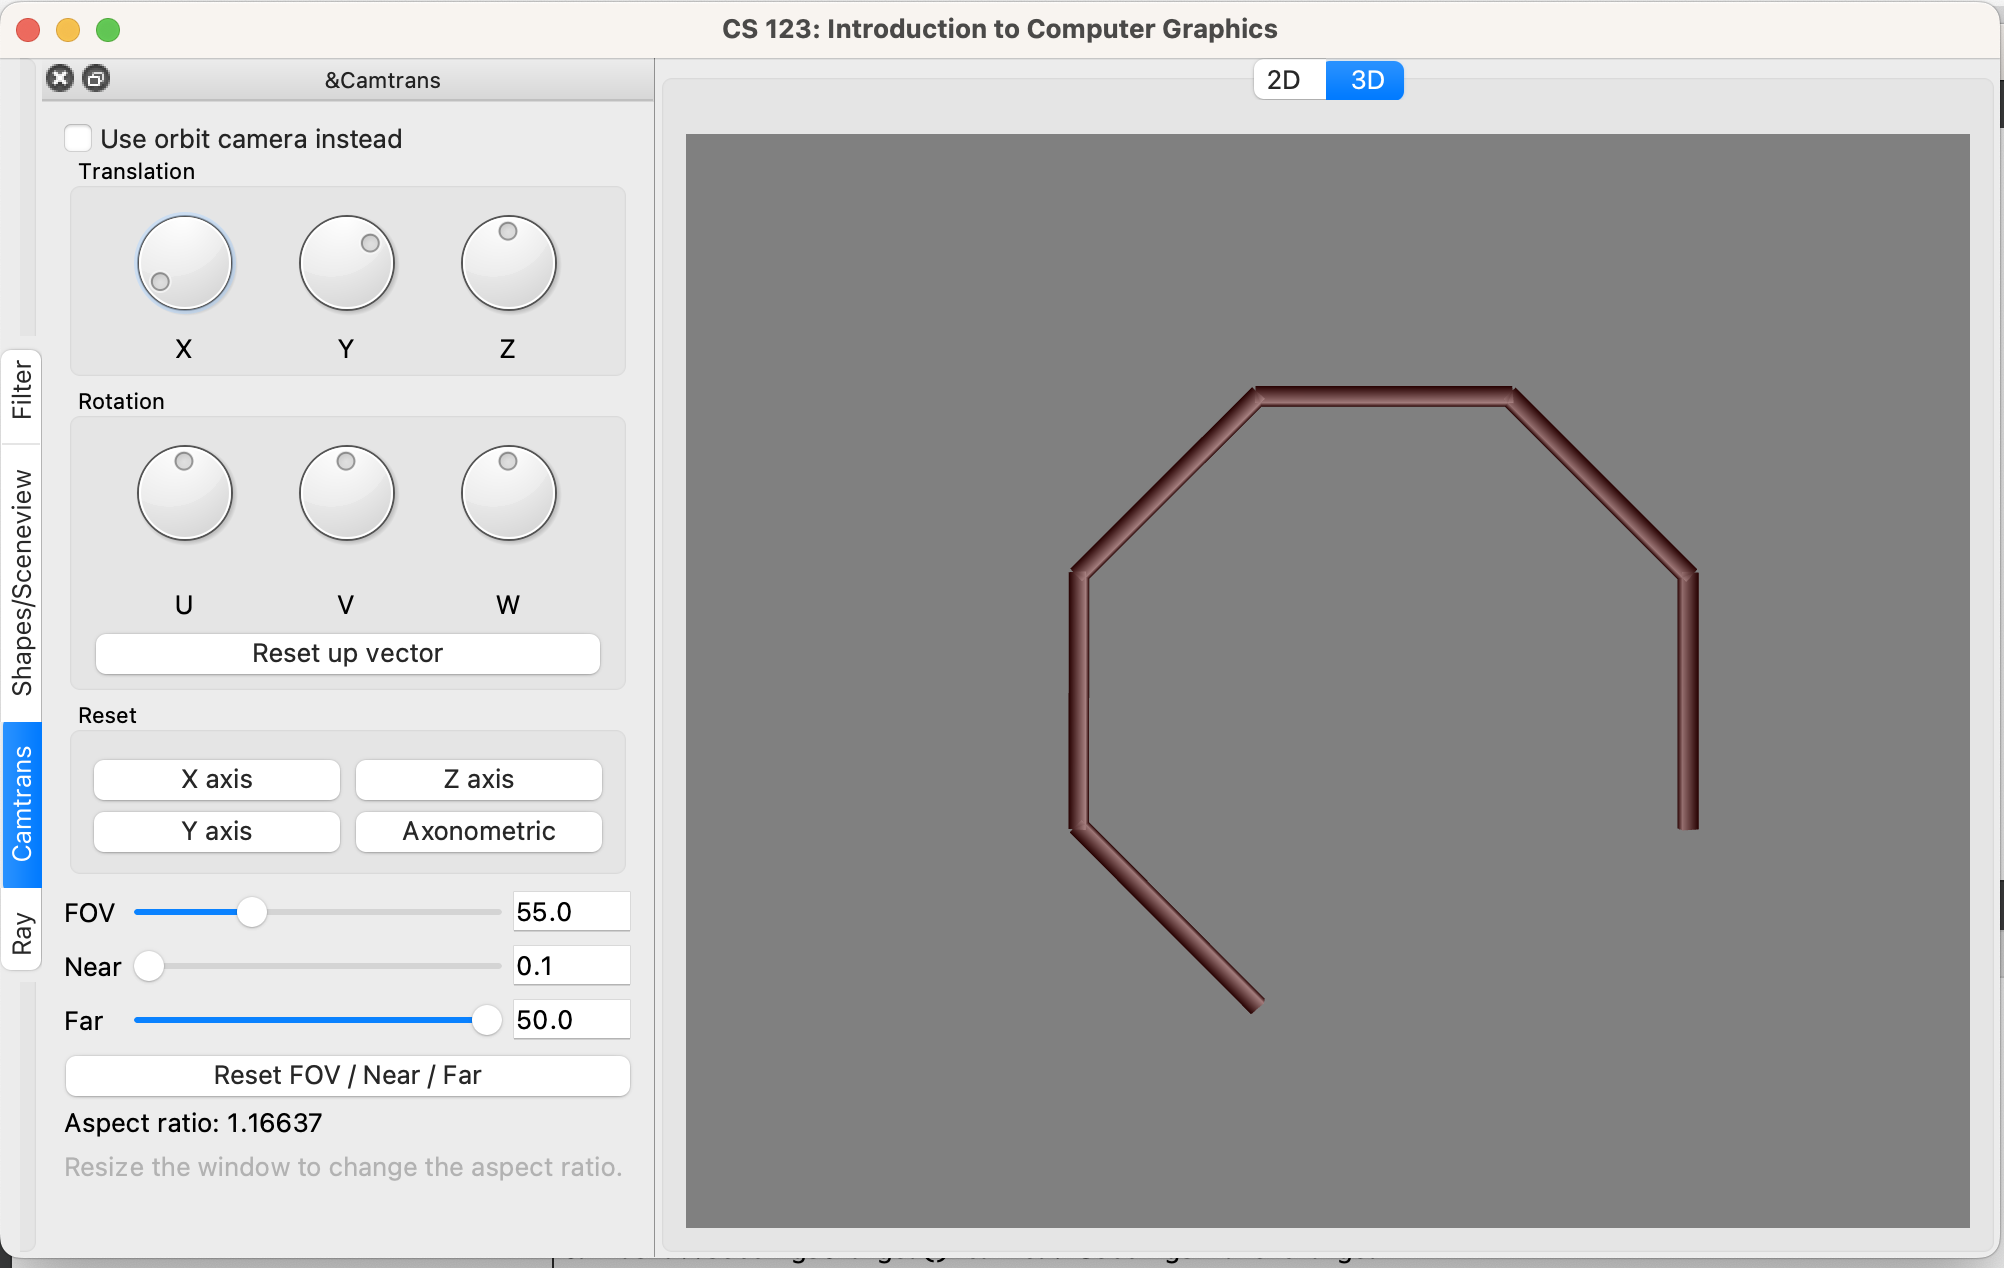 CS 123: Introduction to Computer Graphics
&Camtrans
2D 3D
Use orbit camera instead
Translation
X Y Z
Rotation
U V W
Reset up vector
Reset
X axis Z axis
Y axis Axonometric
FOV 55.0
Near 0.1
Far 50.0
Reset FOV / Near / Far
Aspect ratio: 1.16637
Resize the window to change the aspect ratio.
Filter
Shapes/Sceneview
Camtrans
Ray